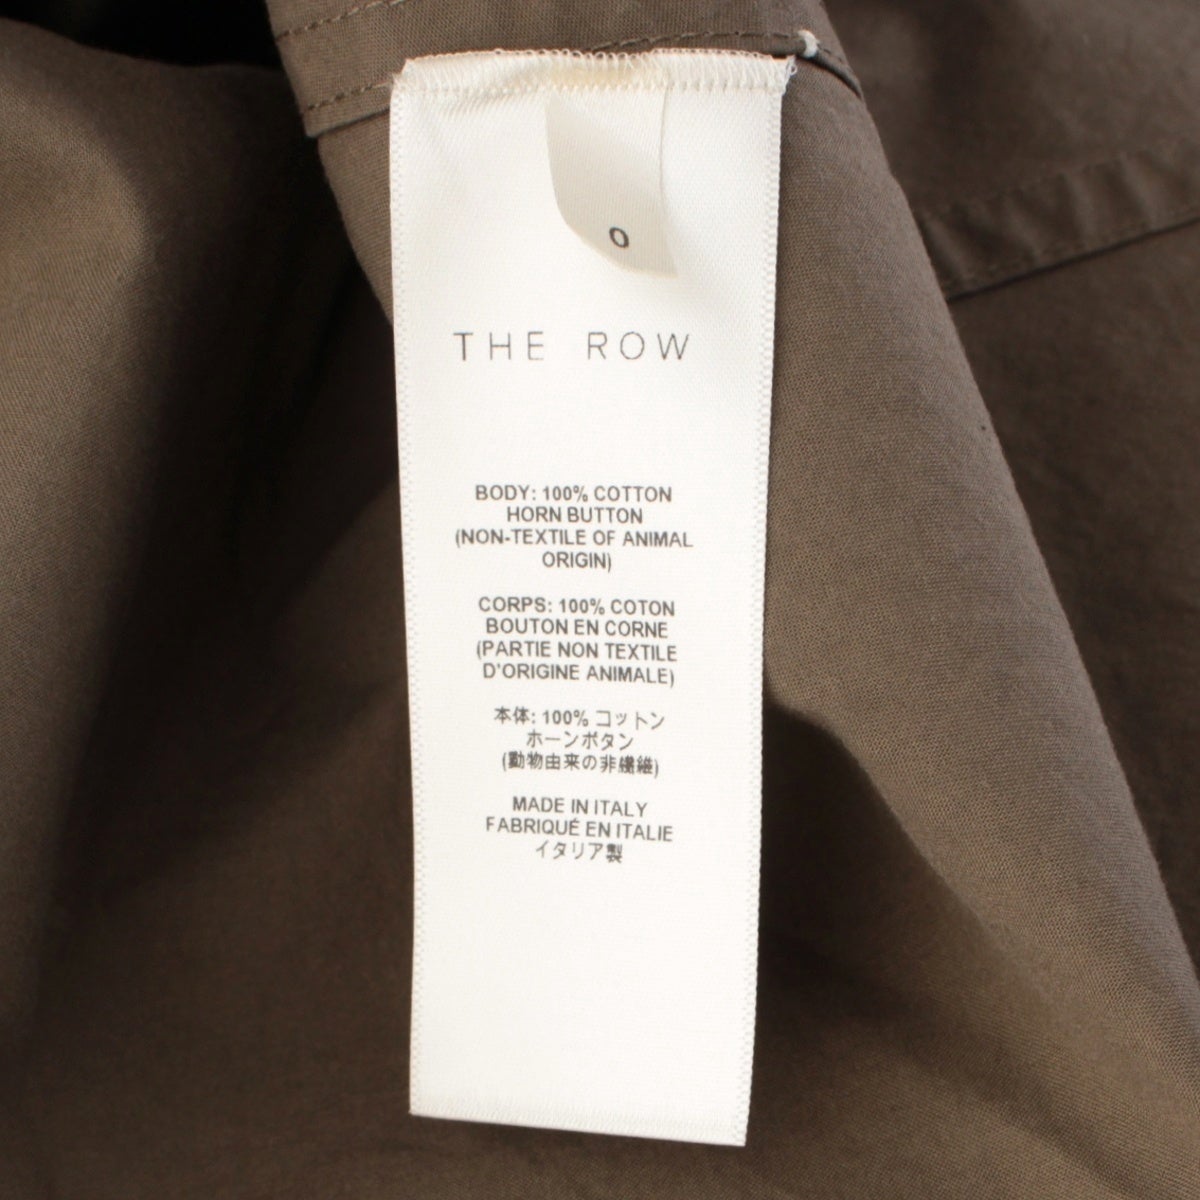 0
THE ROW
BODY: 100% COTTON
HORN BUTTON
(NON-TEXTILE OF ANIMAL
ORIGIN)
CORPS: 100% COTON
BOUTON EN CORNE
(PARTIE NON TEXTILE
D'ORIGINE ANIMALE)
本体: 100% コットン
ホーンボタン
(動物由来の非繊維)
MADE IN ITALY
FABRIQUÉ EN ITALIE
イタリア製